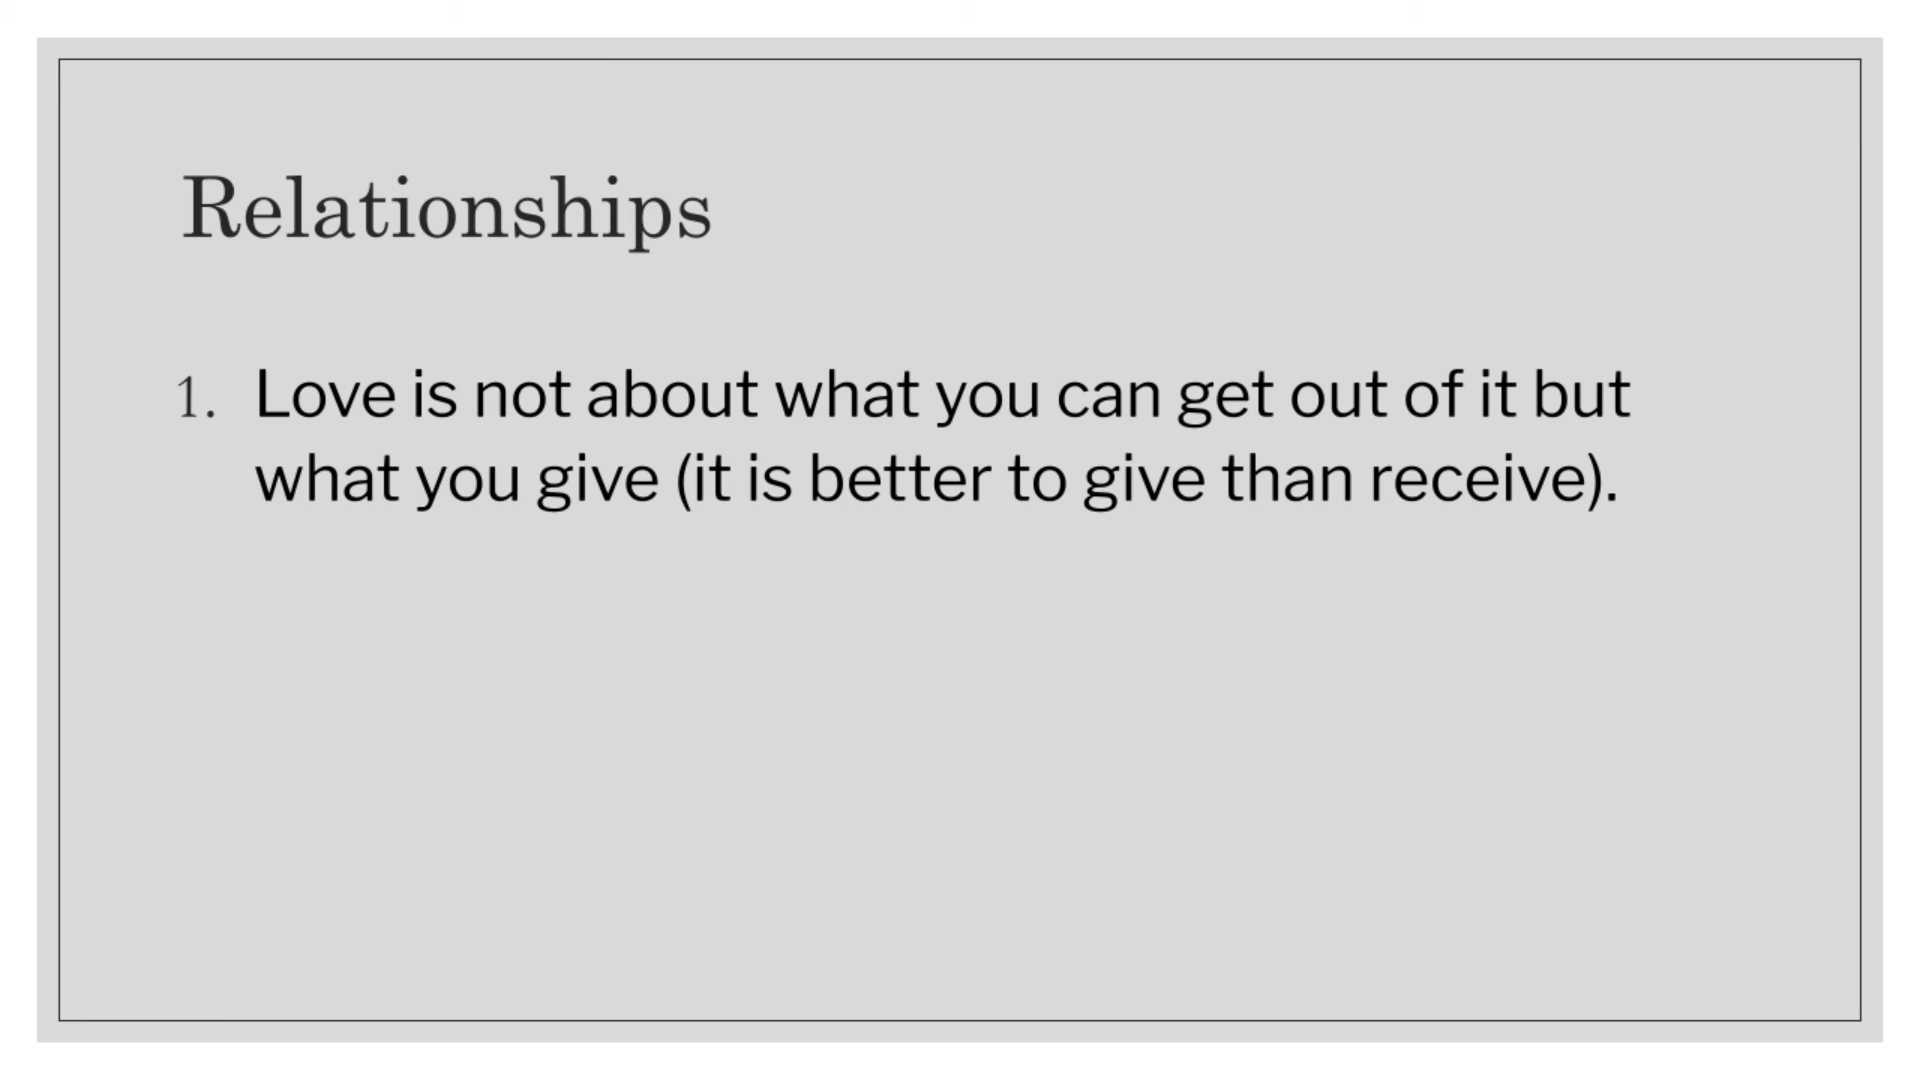 Relationships
1. Love is not about what you can get out of it but
what you give (it is better to give than receive).